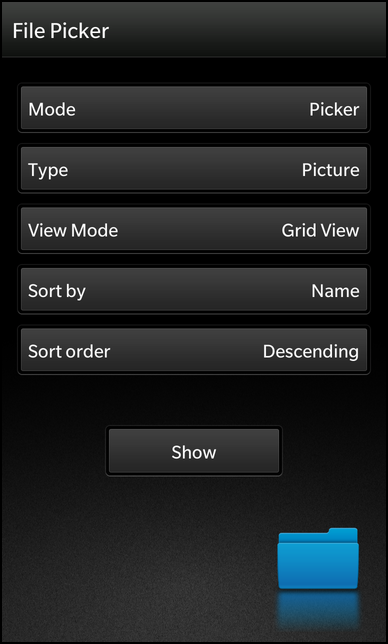 File Picker
Mode Picker
Type Picture
View Mode Grid View
Sort by Name
Sort order Descending
Show